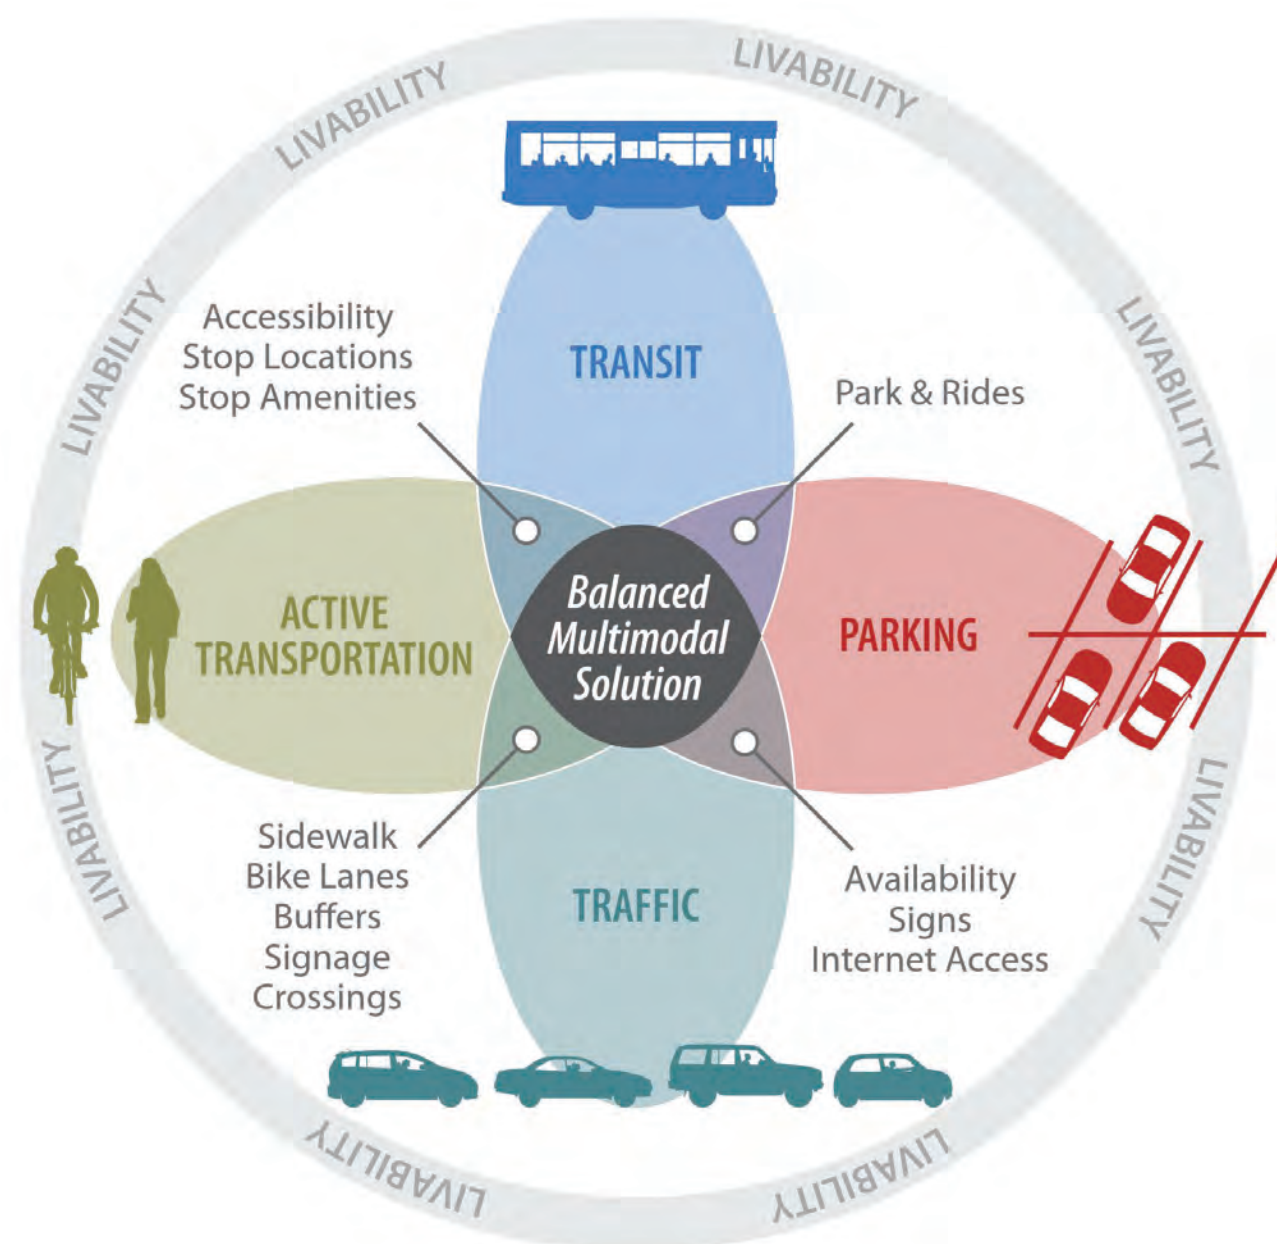 LIVABILITY
LIVABILITY
LIVABILITY
LIVABILITY
Accessibility
Stop Locations
Stop Amenities
TRANSIT
Park & Rides
ACTIVE
TRANSPORTATION
Balanced
Multimodal
Solution
PARKING
LIVABILITY
LIVABILITY
Sidewalk
Bike Lanes
Buffers
Signage
Crossings
TRAFFIC
Availability
Signs
Internet Access
LIVABILITY
LIVABILITY